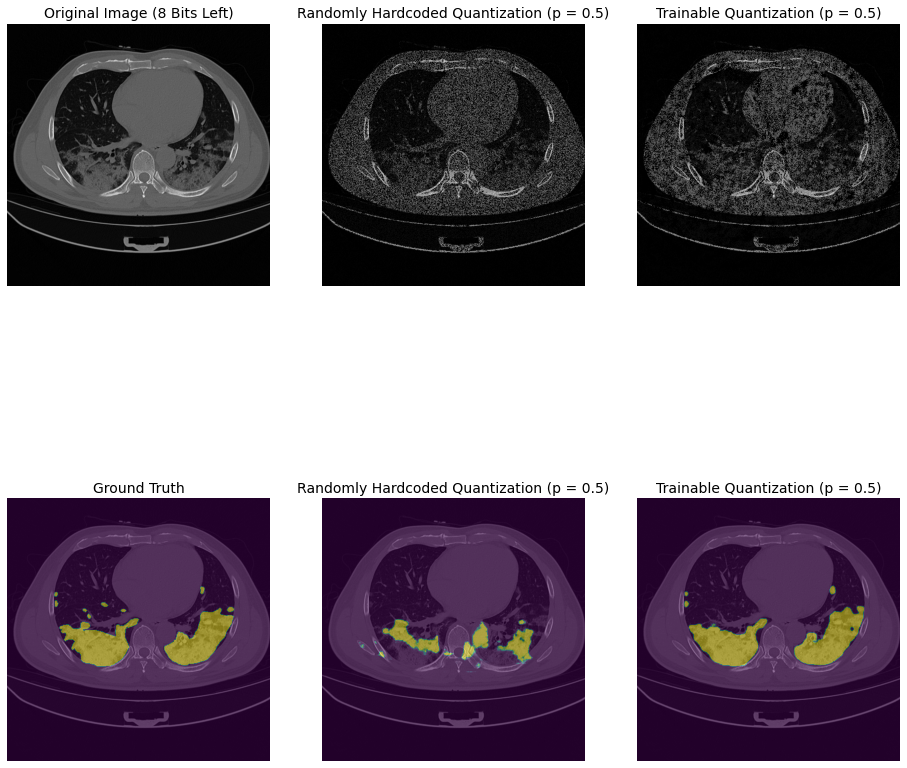 Original Image (8 Bits Left)
Randomly Hardcoded Quantization (p = 0.5)
Trainable Quantization (p = 0.5)
Ground Truth
Randomly Hardcoded Quantization (p = 0.5)
Trainable Quantization (p = 0.5)